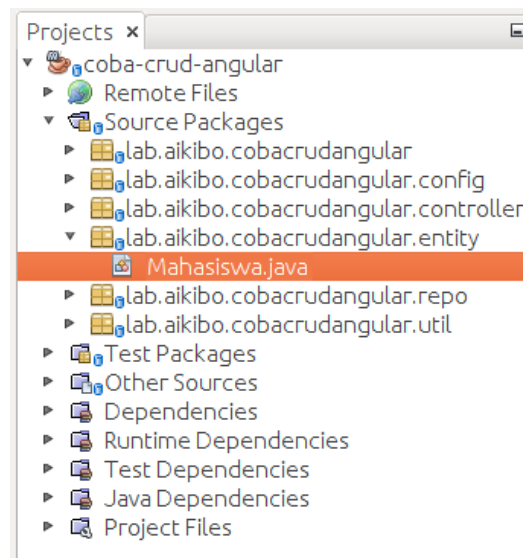 Projects
coba-crud-angular
Remote Files
Source Packages
lab.aikibo.cobacrudangular
lab.aikibo.cobacrudangular.config
lab.aikibo.cobacrudangular.controller
lab.aikibo.cobacrudangular.entity
Mahasiswa.java
lab.aikibo.cobacrudangular.repo
lab.aikibo.cobacrudangular.util
Test Packages
Other Sources
Dependencies
Runtime Dependencies
Test Dependencies
Java Dependencies
Project Files